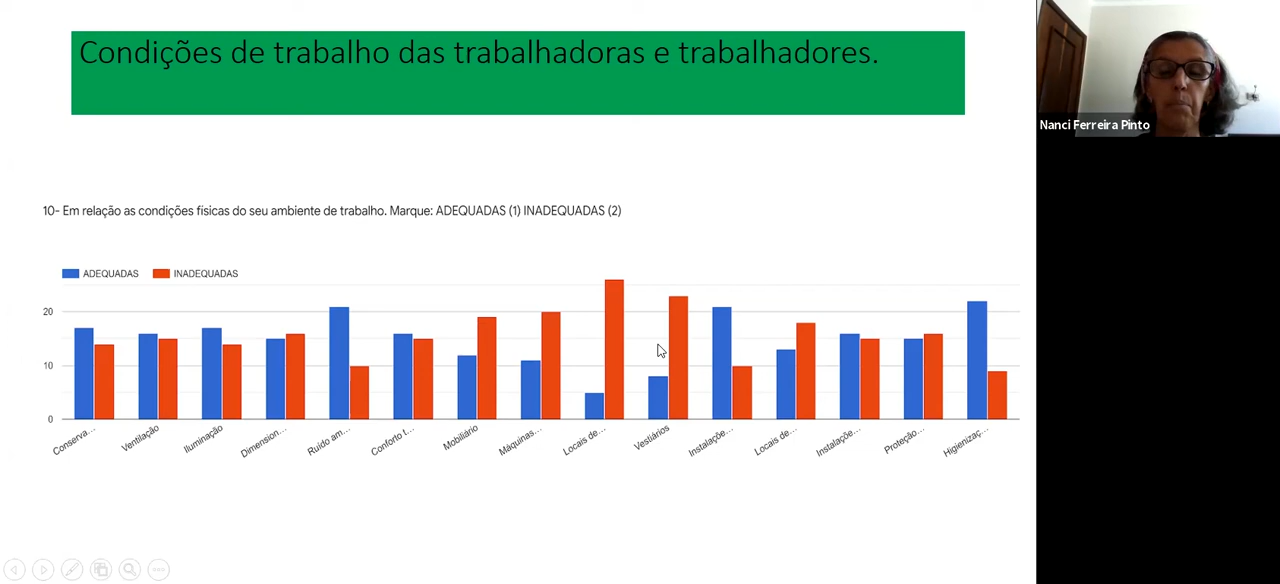 Condições de trabalho das trabalhadoras e trabalhadores.
Nanci Ferreira Pinto
10- Em relação as condições físicas do seu ambiente de trabalho. Marque: ADEQUADAS (1) INADEQUADAS (2)
ADEQUADAS INADEQUADAS
20
10
0
Conserva...
Ventilação
Iluminação
Dimension...
Ruído am...
Conforto t...
Mobiliário
Máquinas...
Locais de...
Vestiários
Instalaçõe...
Locais de...
Instalaçõe...
Proteção...
Higienizaç...